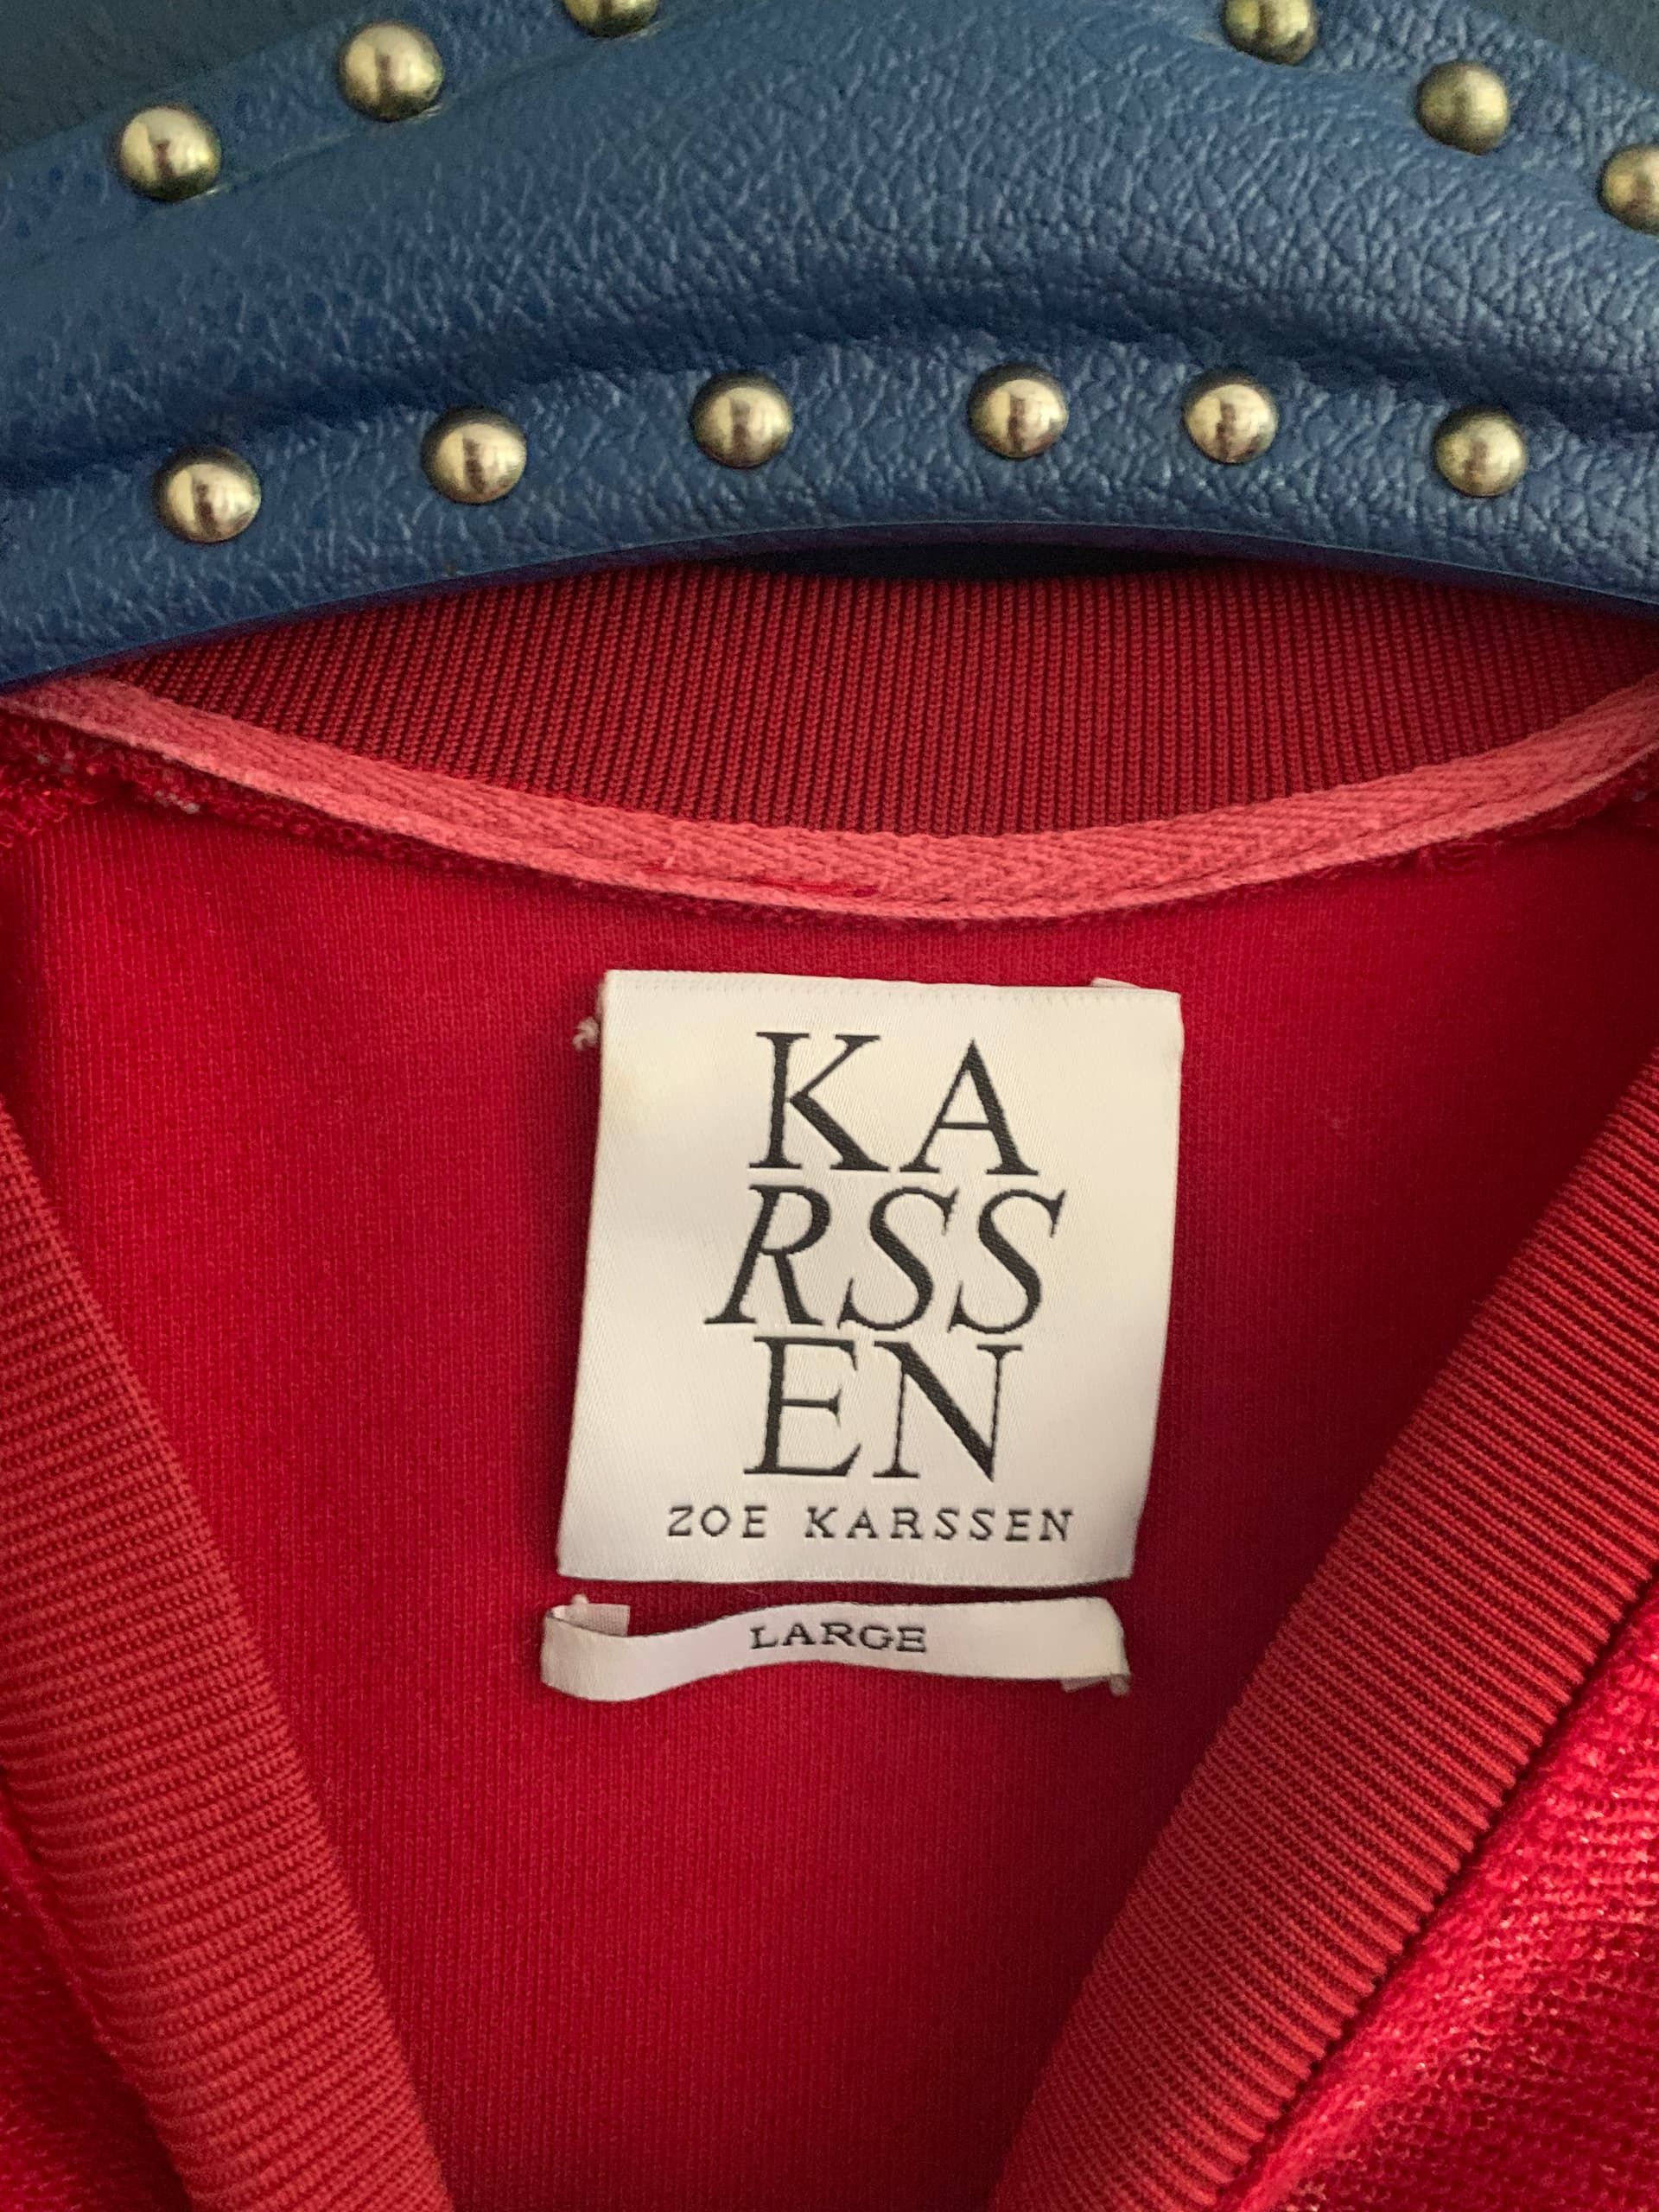 KA
RSS
EN
ZOE KARSSEN
LARGE